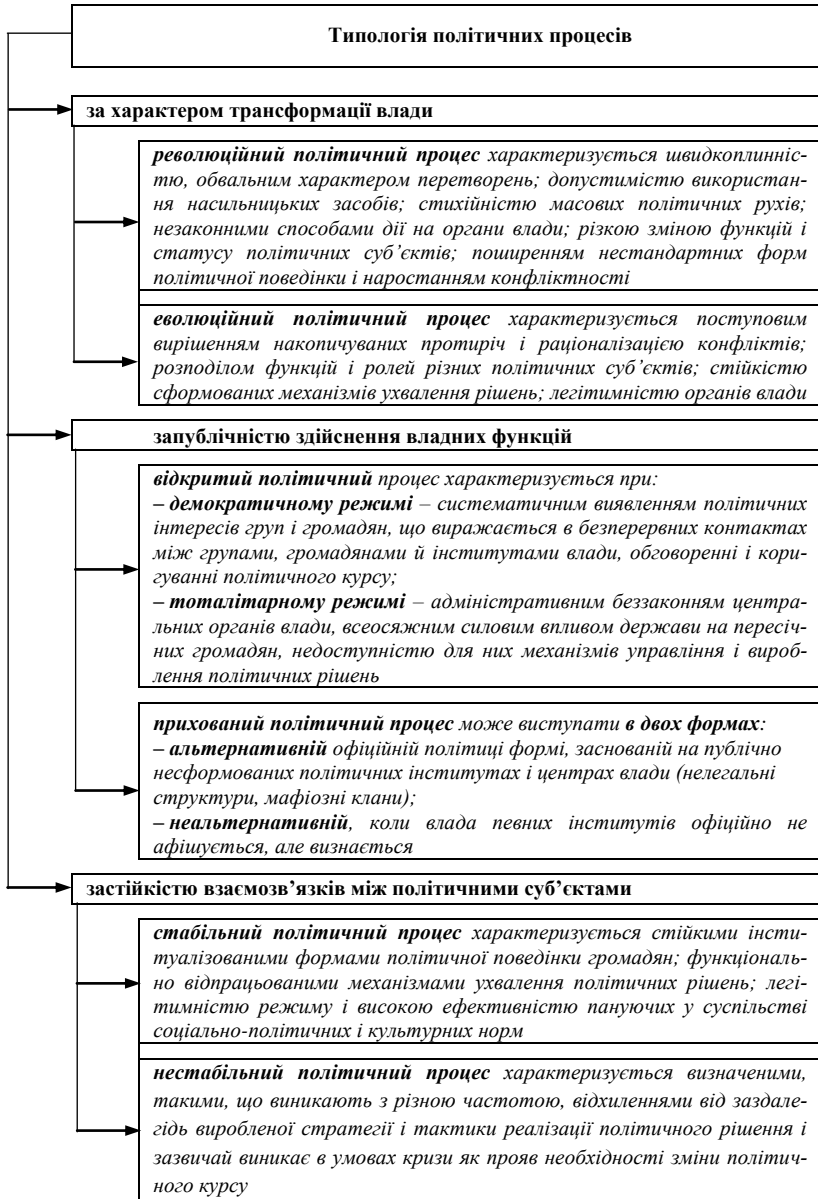 Типологія політичних процесів
за характером трансформації влади
революційний політичний процес характеризується швидкоплинніс-
тю, обвальним характером перетворень; допустимістю використан-
ня насильницьких засобів; стихійністю масових політичних рухів;
незаконними способами дії на органи влади; різкою зміною функцій і
статусу політичних суб’єктів; поширенням нестандартних форм
політичної поведінки і наростанням конфліктності
еволюційний політичний процес характеризується поступовим
вирішенням накопичуваних протиріч і раціоналізацією конфліктів;
розподілом функцій і ролей різних політичних суб’єктів; стійкістю
сформованих механізмів ухвалення рішень; легітимністю органів влади
запублічністю здійснення владних функцій
відкритий політичний процес характеризується при:
– демократичному режимі – систематичним виявленням політичних
інтересів груп і громадян, що виражається в безперервних контактах
між групами, громадянами й інститутами влади, обговоренні і кори-
гуванні політичного курсу;
– тоталітарному режимі – адміністративним беззаконням центра-
льних органів влади, всеосяжним силовим впливом держави на пересіч-
них громадян, недоступністю для них механізмів управління і вироб-
лення політичних рішень
прихований політичний процес може виступати в двох формах:
– альтернативній офіційній політиці формі, заснованій на публічно
несформованих політичних інститутах і центрах влади (нелегальні
структури, мафіозні клани);
– неальтернативній, коли влада певних інститутів офіційно не
афішується, але визнається
застійкістю взаємозв’язків між політичними суб’єктами
стабільний політичний процес характеризується стійкими інсти-
туалізованими формами політичної поведінки громадян; функціональ-
но відпрацьованими механізмами ухвалення політичних рішень; легі-
тимністю режиму і високою ефективністю пануючих у суспільстві
соціально-політичних і культурних норм
нестабільний політичний процес характеризується визначеними,
такими, що виникають з різною частотою, відхиленнями від заздале-
гідь виробленої стратегії і тактики реалізації політичного рішення і
зазвичай виникає в умовах кризи як прояв необхідності зміни політич-
ного курсу